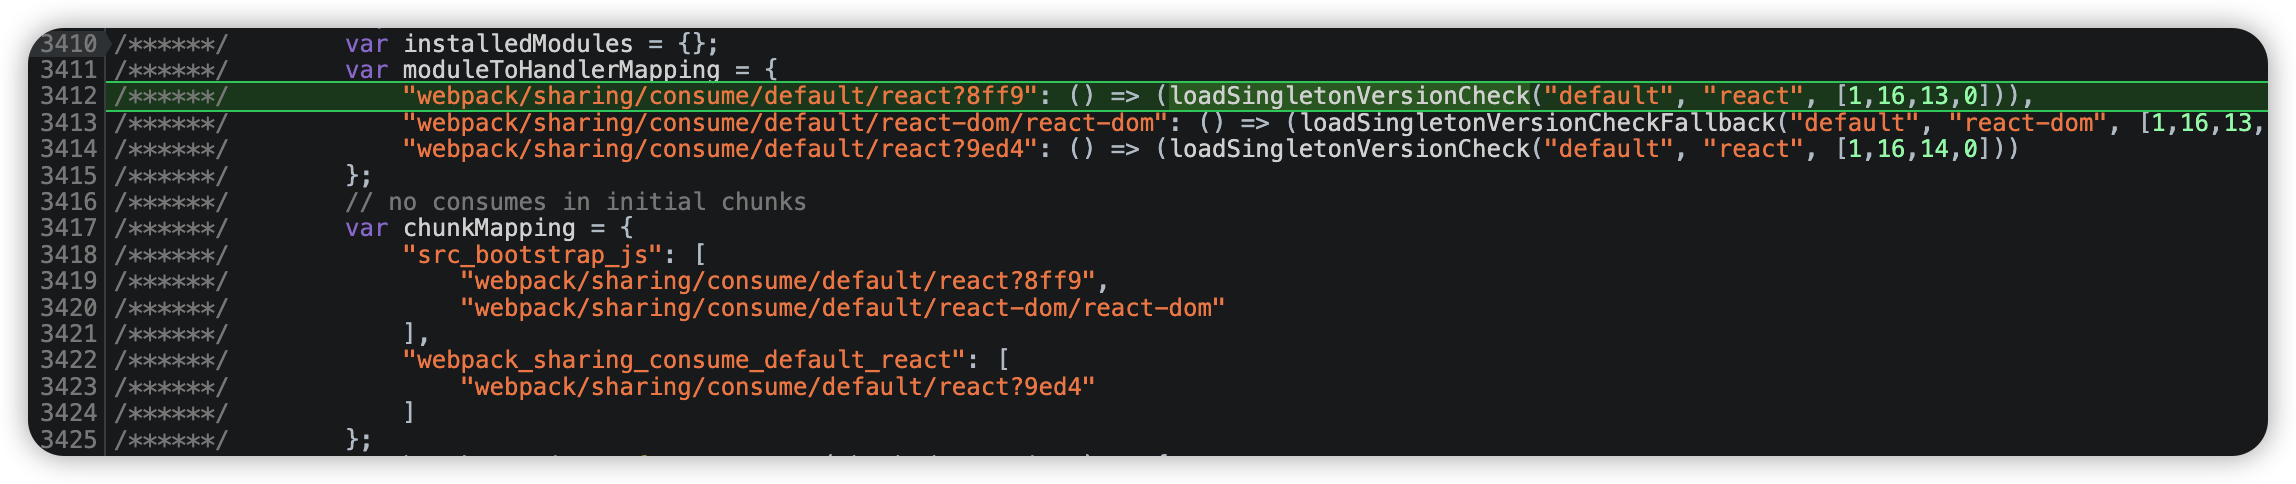 3410 /******/ 		var installedModules = {};
3411 /******/ 		var moduleToHandlerMapping = {
3412 /******/ 			"webpack/sharing/consume/default/react?8ff9": () => (loadSingletonVersionCheck("default", "react", [1,16,13,0])),
3413 /******/ 			"webpack/sharing/consume/default/react-dom/react-dom": () => (loadSingletonVersionCheckFallback("default", "react-dom", [1,16,13,
3414 /******/ 			"webpack/sharing/consume/default/react?9ed4": () => (loadSingletonVersionCheck("default", "react", [1,16,14,0]))
3415 /******/ 		};
3416 /******/ 		// no consumes in initial chunks
3417 /******/ 		var chunkMapping = {
3418 /******/ 			"src_bootstrap_js": [
3419 /******/ 				"webpack/sharing/consume/default/react?8ff9",
3420 /******/ 				"webpack/sharing/consume/default/react-dom/react-dom"
3421 /******/ 			],
3422 /******/ 			"webpack_sharing_consume_default_react": [
3423 /******/ 				"webpack/sharing/consume/default/react?9ed4"
3424 /******/ 			]
3425 /******/ 		};